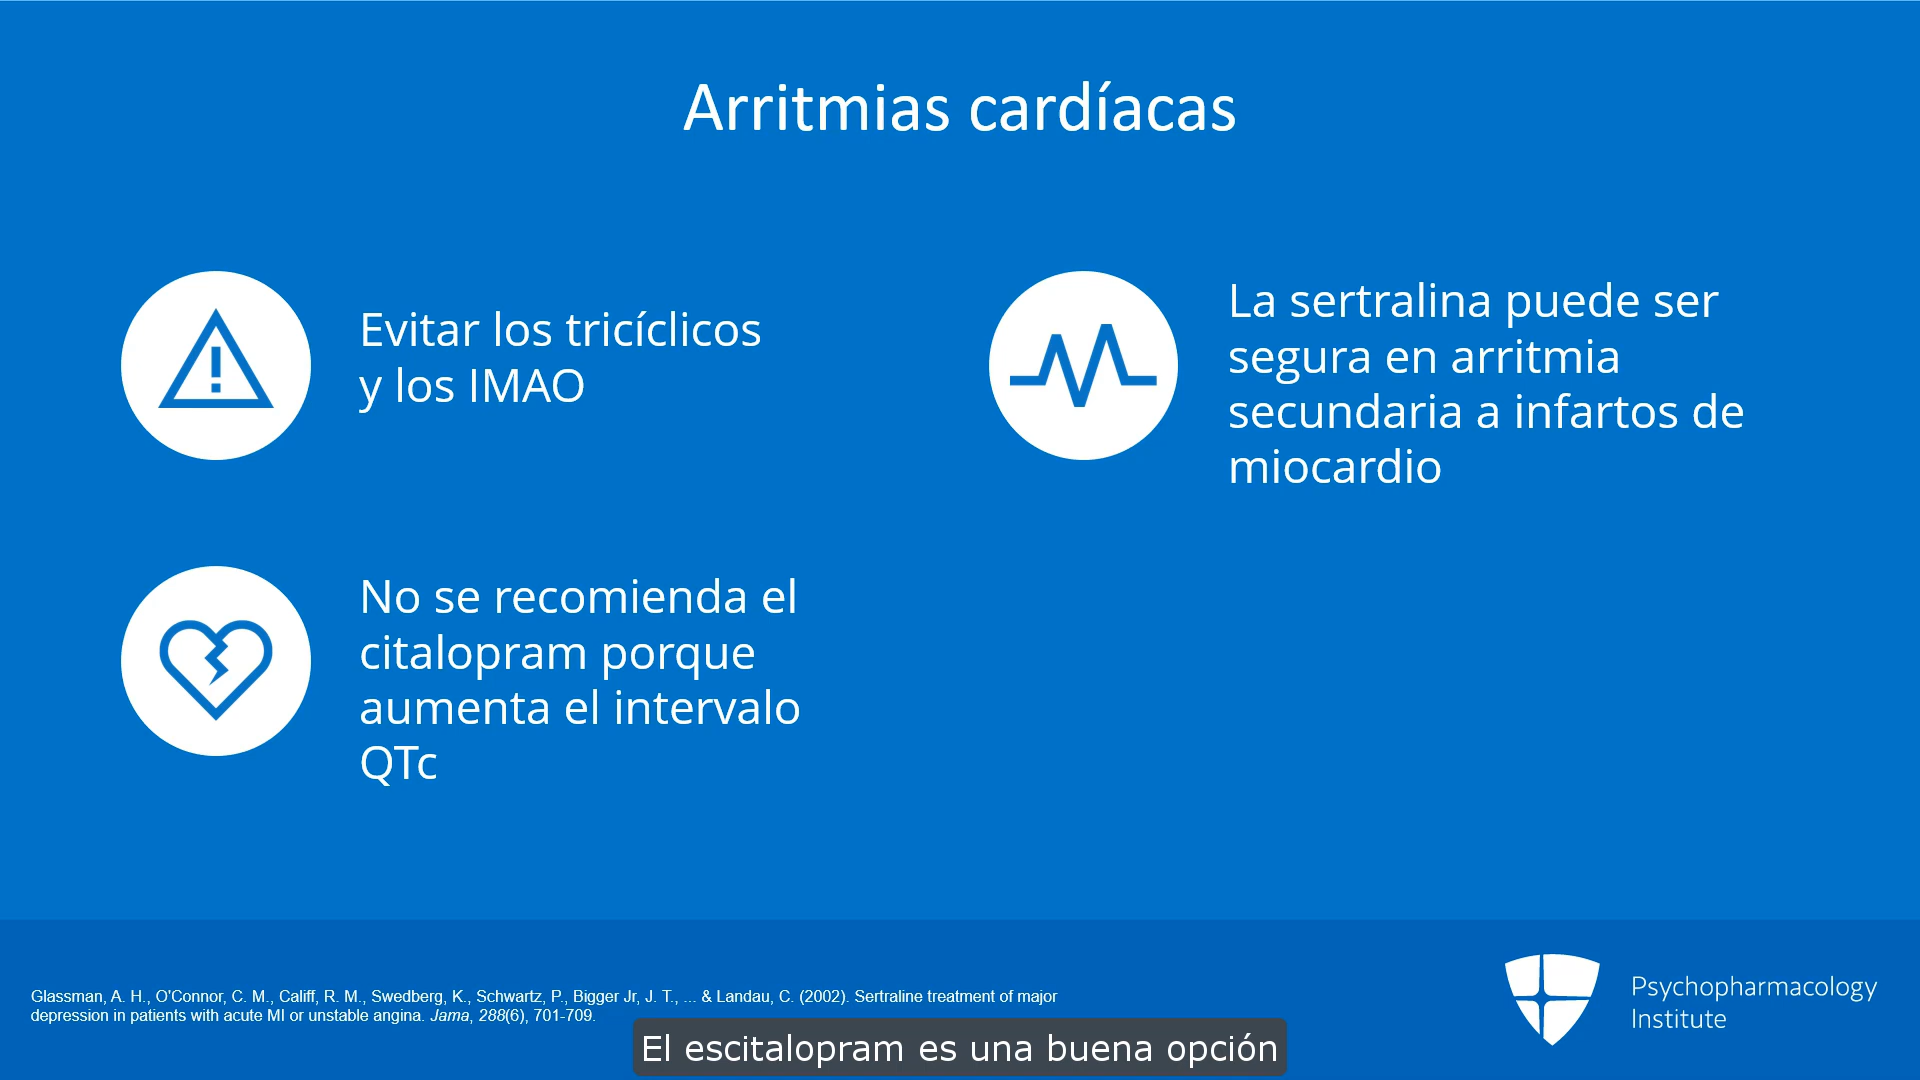 Arritmias cardíacas
Evitar los tricíclicos
y los IMAO
La sertralina puede ser
segura en arritmia
secundaria a infartos de
miocardio
No se recomienda el
citalopram porque
aumenta el intervalo
QTc
Glassman, A. H., O'Connor, C. M., Califf, R. M., Swedberg, K., Schwartz, P., Bigger Jr, J. T., ... & Landau, C. (2002). Sertraline treatment of major
depression in patients with acute MI or unstable angina. Jama, 288(6), 701-709.
Psychopharmacology
Institute
El escitalopram es una buena opción